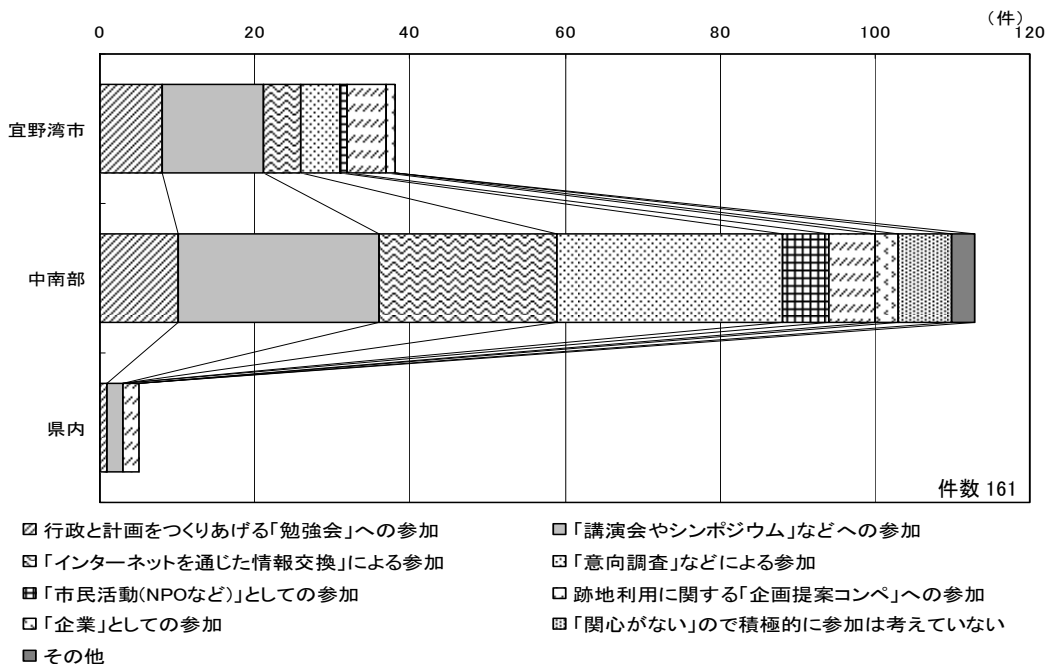 (件)
0 20 40 60 80 100 120
宜野湾市
中南部
県内
件数 161
行政と計画をつくりあげる「勉強会」への参加
「講演会やシンポジウム」などへの参加
「インターネットを通じた情報交換」による参加
「意向調査」などによる参加
「市民活動(NPOなど)」としての参加
跡地利用に関する「企画提案コンペ」への参加
「企業」としての参加
「関心がない」ので積極的に参加は考えていない
その他